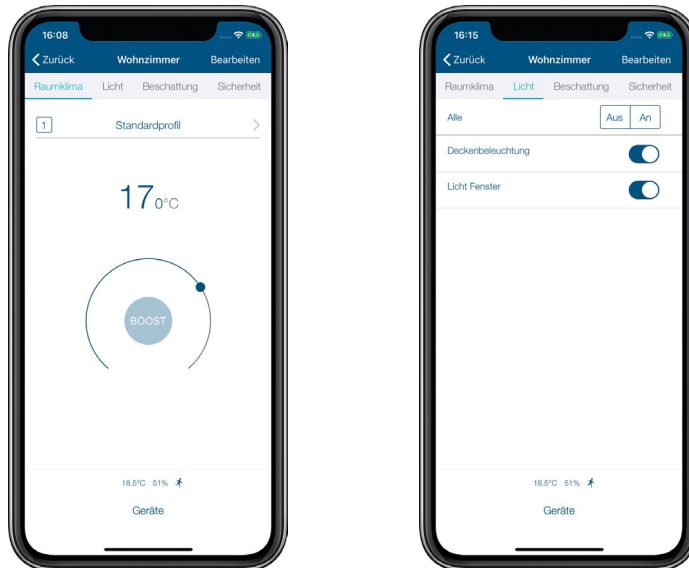 16:08
Zurück Wohnzimmer Bearbeiten
Raumklima Licht Beschattung Sicherheit
1 Standardprofil
17.0°C
BOOST
18.5°C 51%
Geräte
16:15
Zurück Wohnzimmer Bearbeiten
Raumklima Licht Beschattung Sicherheit
Alle Aus An
Deckenbeleuchtung
Licht Fenster
18.5°C 51%
Geräte